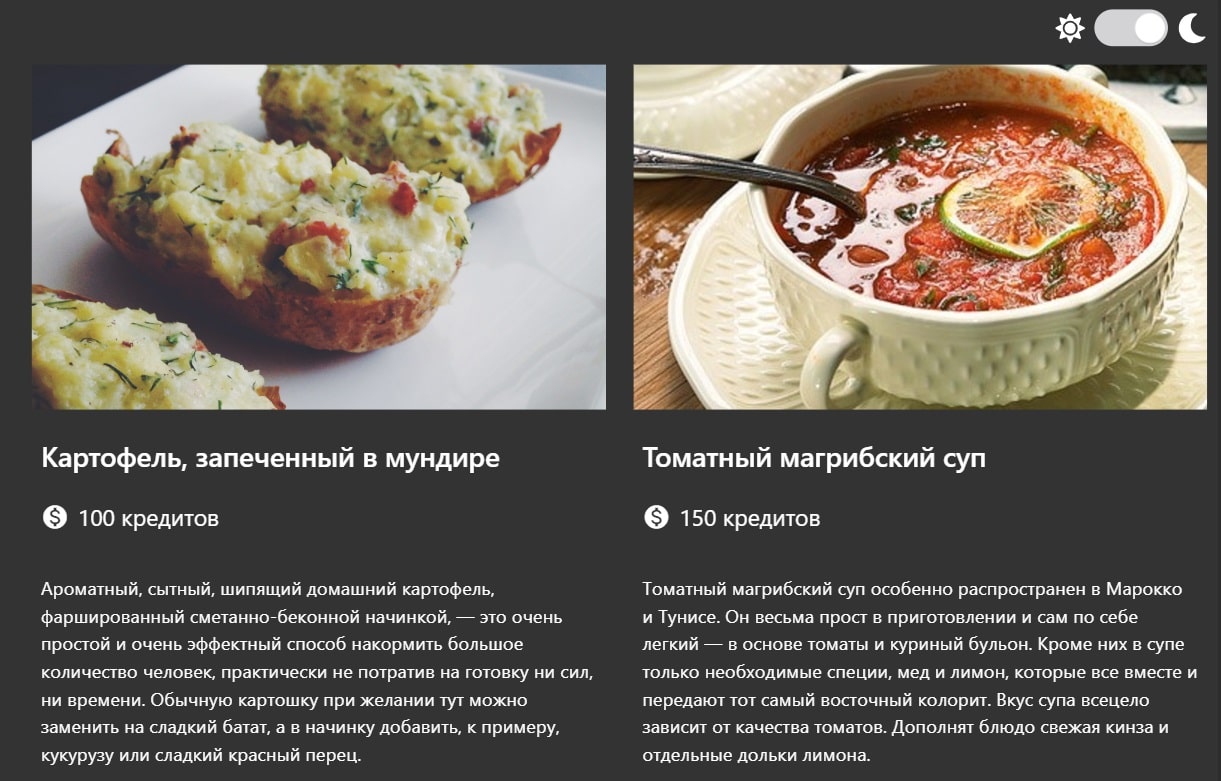 Картофель, запеченный в мундире
100 кредитов
Ароматный, сытный, шипящий домашний картофель,
фаршированный сметанно-беконной начинкой, — это очень
простой и очень эффектный способ накормить большое
количество человек, практически не потратив на готовку ни сил,
ни времени. Обычную картошку при желании тут можно
заменить на сладкий батат, а в начинку добавить, к примеру,
кукурузу или сладкий красный перец.
Томатный магрибский суп
150 кредитов
Томатный магрибский суп особенно распространен в Марокко
и Тунисе. Он весьма прост в приготовлении и сам по себе
легкий — в основе томаты и куриный бульон. Кроме них в супе
только необходимые специи, мед и лимон, которые все вместе и
передают тот самый восточный колорит. Вкус супа всецело
зависит от качества томатов. Дополнят блюдо свежая кинза и
отдельные дольки лимона.